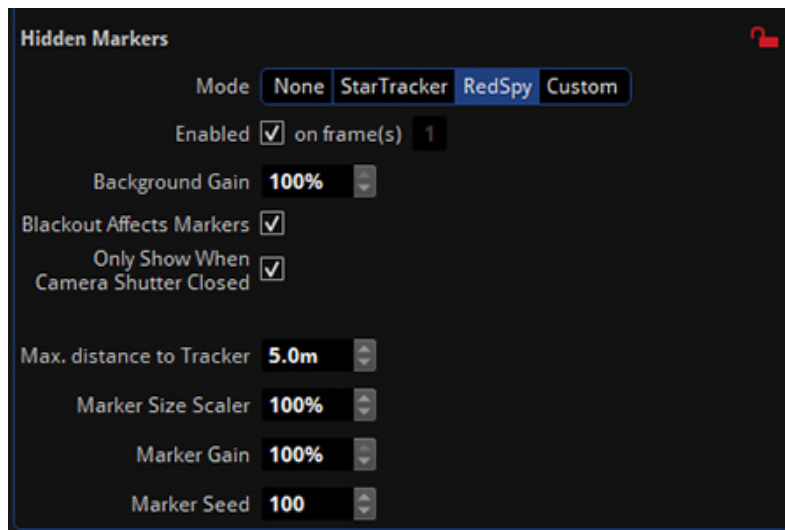 Hidden Markers
Mode None StarTracker RedSpy Custom
Enabled on frame(s) 1
Background Gain 100%
Blackout Affects Markers
Only Show When
Camera Shutter Closed
Max. distance to Tracker 5.0m
Marker Size Scaler 100%
Marker Gain 100%
Marker Seed 100